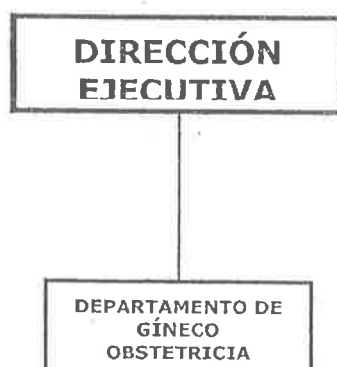 DIRECCIÓN
EJECUTIVA
DEPARTAMENTO DE
GÍNECO
OBSTETRICIA